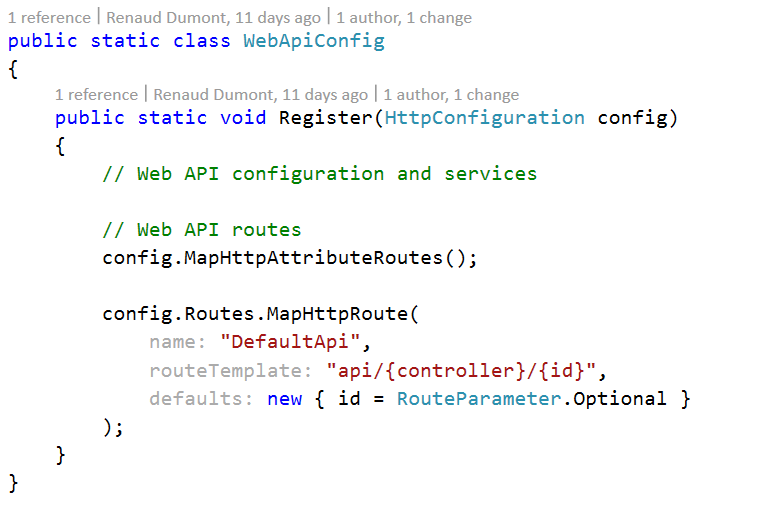 1 reference | Renaud Dumont, 11 days ago | 1 author, 1 change
public static class WebApiConfig
{
1 reference | Renaud Dumont, 11 days ago | 1 author, 1 change
public static void Register(HttpConfiguration config)
{
// Web API configuration and services
// Web API routes
config.MapHttpAttributeRoutes();
config.Routes.MapHttpRoute(
name: "DefaultApi",
routeTemplate: "api/{controller}/{id}",
defaults: new { id = RouteParameter.Optional }
);
}
}